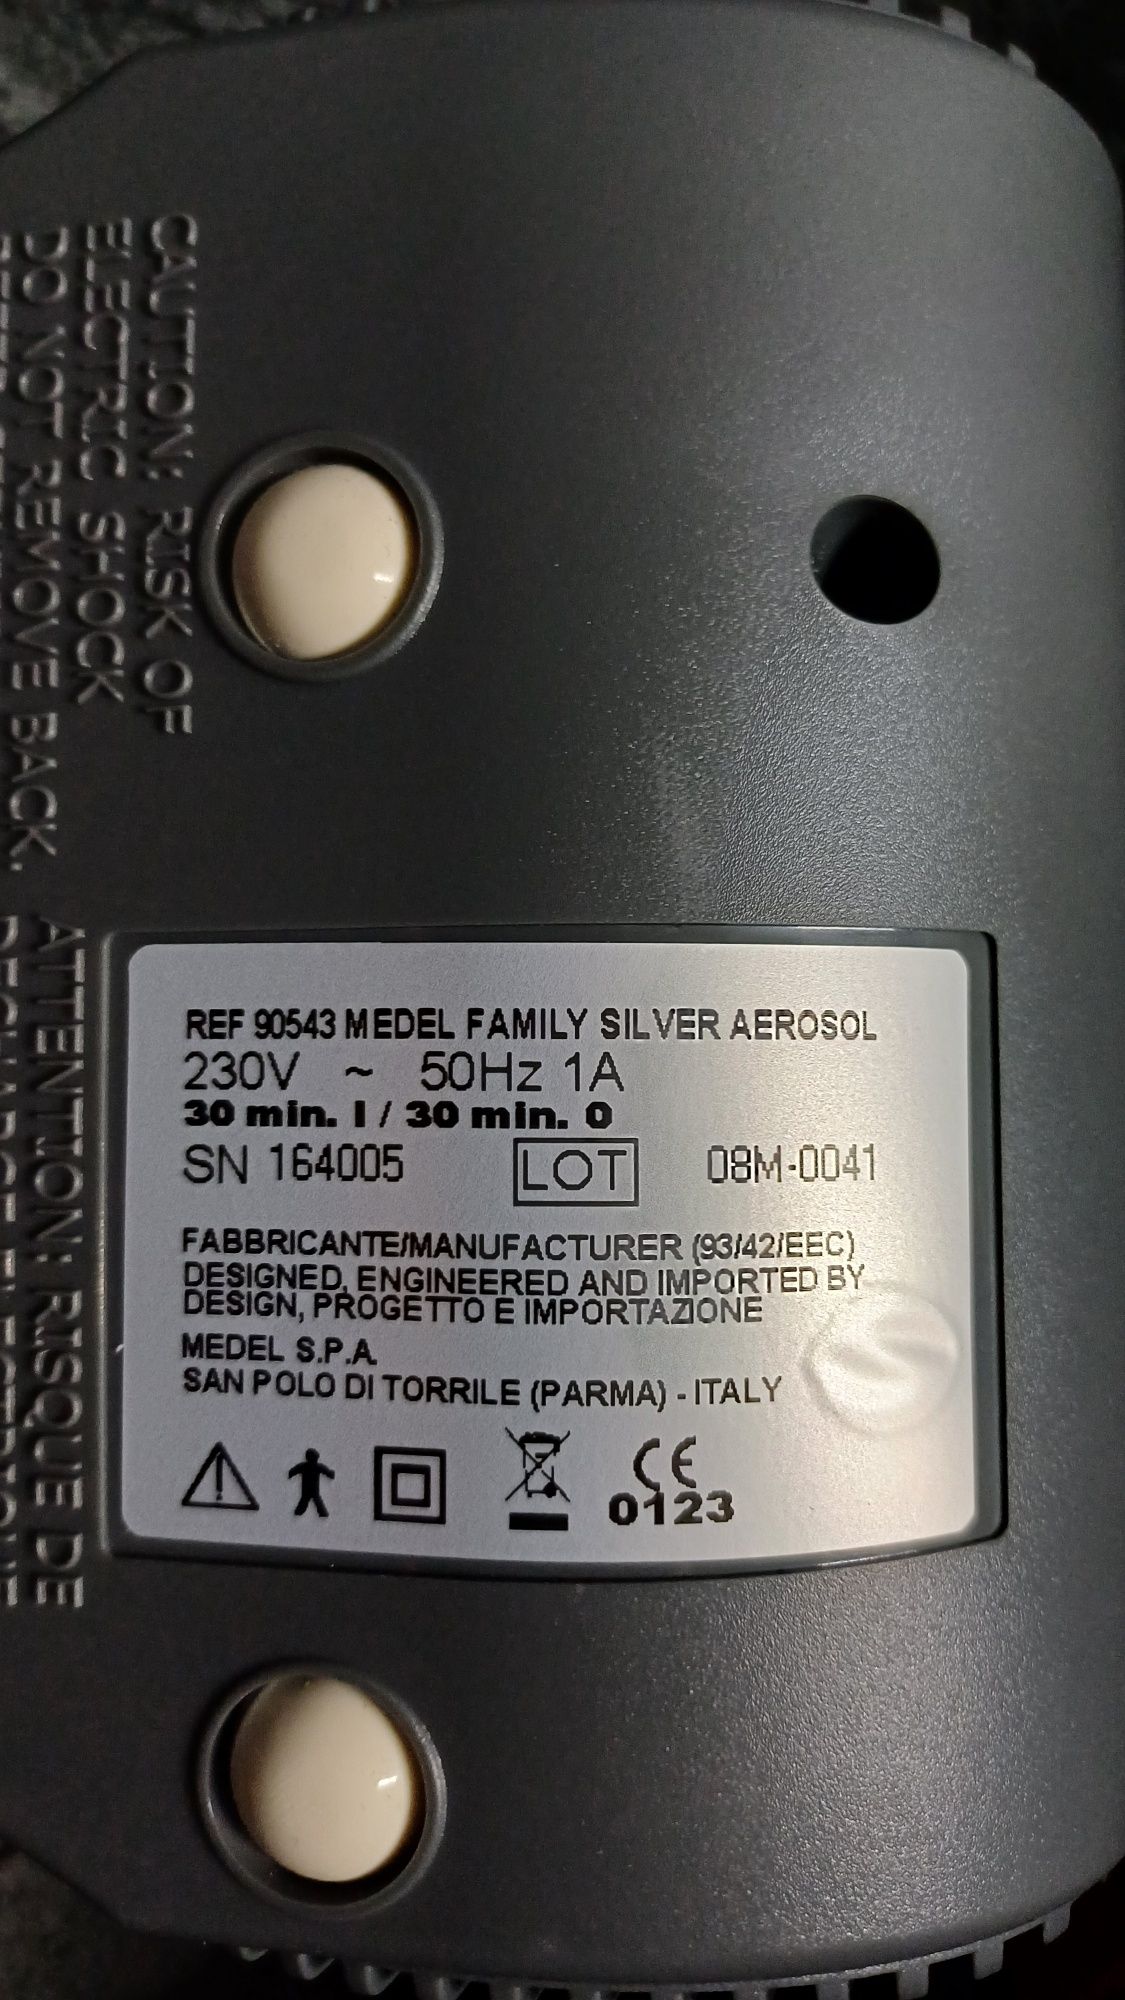 CAUTION: RISK OF
ELECTRIC SHOCK
DO NOT REMOVE BACK.
ATTENTION: RISQUE DE
REF 90543 MEDEL FAMILY SILVER AEROSOL
230V ~ 50Hz 1A
30 min. I / 30 min. 0
SN 164005 LOT 08M-0041
FABBRICANTE/MANUFACTURER (93/42/EEC)
DESIGNED, ENGINEERED AND IMPORTED BY
DESIGN, PROGETTO E IMPORTAZIONE
MEDEL S.P.A.
SAN POLO DI TORRILE (PARMA) - ITALY
CE
0123